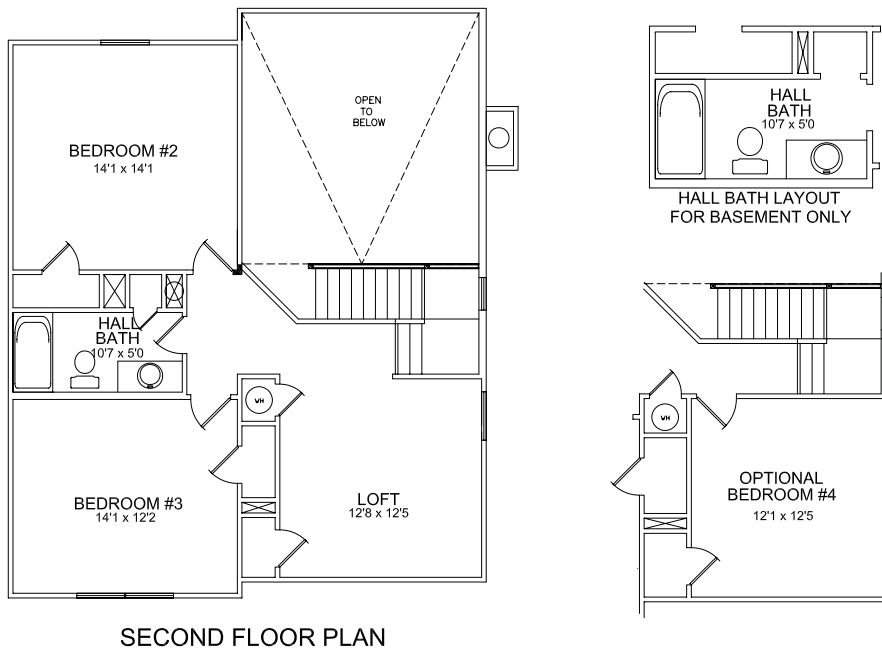 OPEN
TO
BELOW
BEDROOM #2
14'1 x 14'1
HALL
BATH
10'7 x 5'0
WH
BEDROOM #3
14'1 x 12'2
LOFT
12'8 x 12'5
SECOND FLOOR PLAN
HALL
BATH
10'7 x 5'0
HALL BATH LAYOUT
FOR BASEMENT ONLY
WH
OPTIONAL
BEDROOM #4
12'1 x 12'5